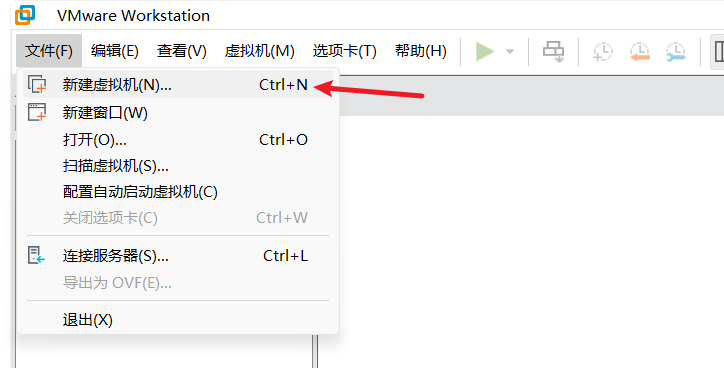 VMware Workstation
文件(F) 编辑(E) 查看(V) 虚拟机(M) 选项卡(T) 帮助(H)
新建虚拟机(N)... Ctrl+N
新建窗口(W)
打开(O)... Ctrl+O
扫描虚拟机(S)...
配置自动启动虚拟机(C)
关闭选项卡(C) Ctrl+W
连接服务器(S)... Ctrl+L
导出为 OVF(E)...
退出(X)